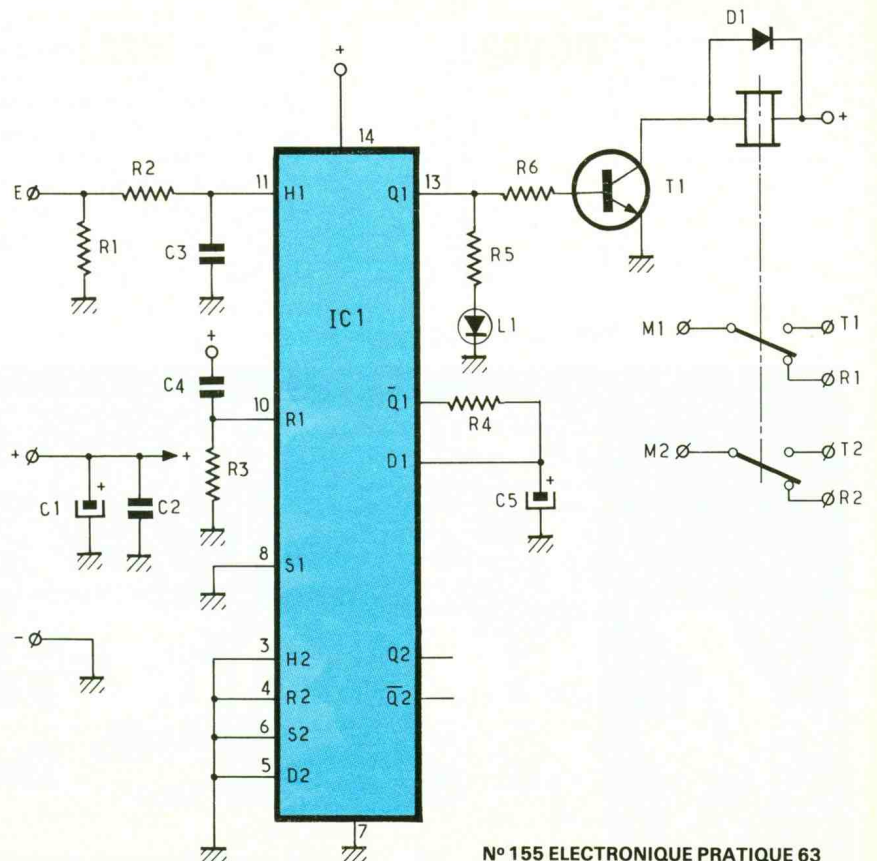 D1
+
+
14
R2
11
H1
Q1
13
R6
T1
E
R1
C3
R5
L1
IC1
+
C4
10
R1
Q̄1
R4
M1
T1
R1
+
+
+
C1
C2
R3
D1
+
C5
M2
T2
R2
8
S1
-
3
H2
Q2
4
R2
Q̄2
6
S2
5
D2
7
Nº 155 ELECTRONIQUE PRATIQUE 63